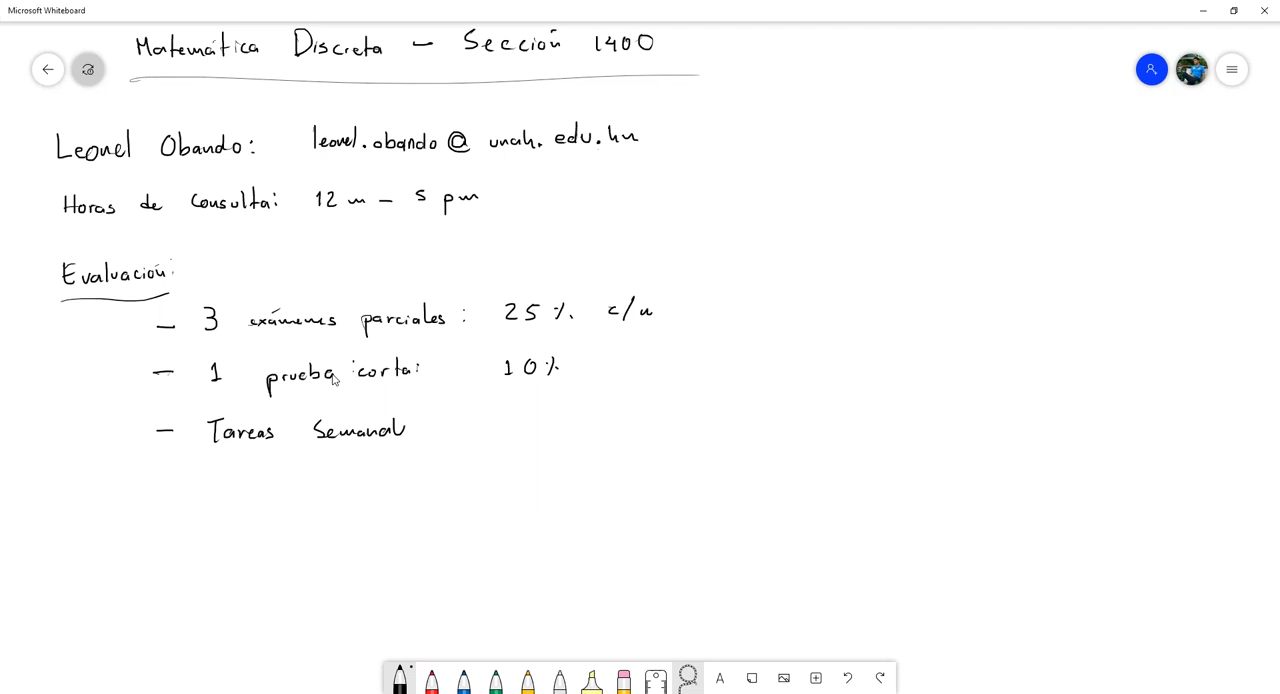 Microsoft Whiteboard
Matemática Discreta - Sección 1400
Leonel Obando: leonel.obando@unah.edu.hn
Horas de Consulta: 12 m - 5 pm
Evaluación:
- 3 exámenes parciales: 25% c/u
- 1 prueba corta: 10%
- Tareas Semanal